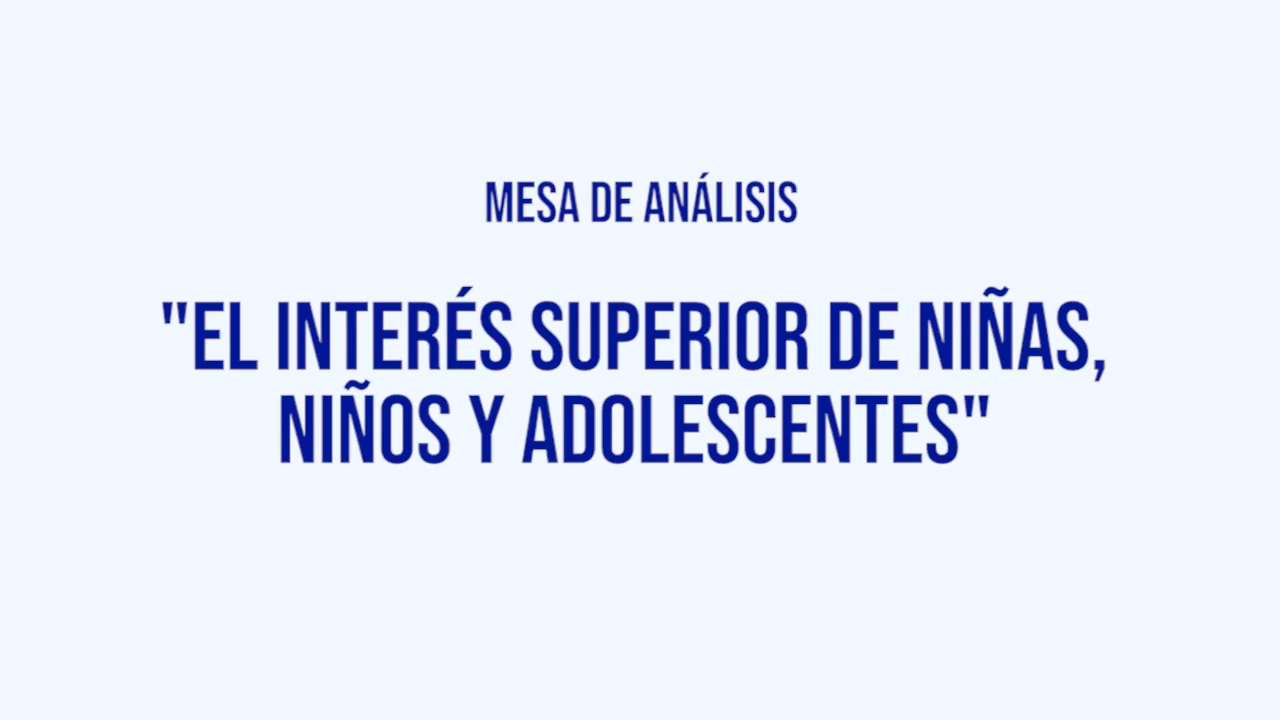 MESA DE ANÁLISIS
"EL INTERÉS SUPERIOR DE NIÑAS,
NIÑOS Y ADOLESCENTES"